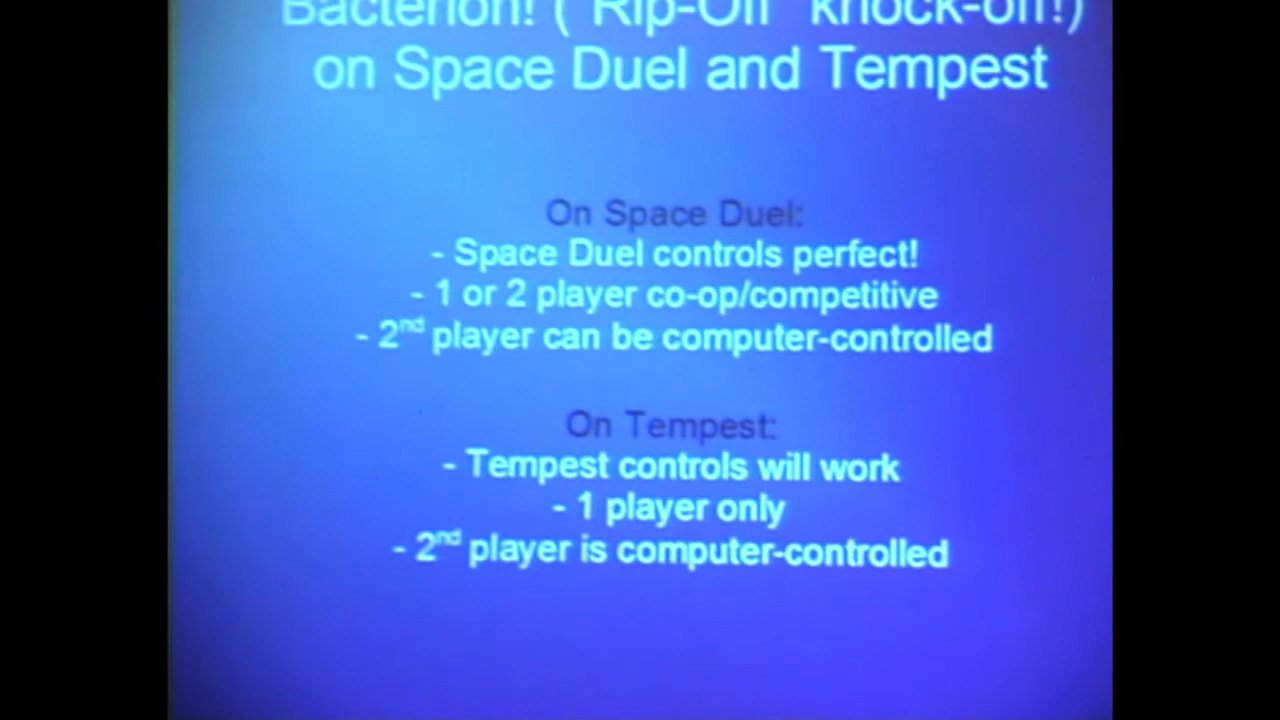 Bacterion! ("Rip-Off" knock-off!)
on Space Duel and Tempest
On Space Duel:
- Space Duel controls perfect!
- 1 or 2 player co-op/competitive
- 2nd player can be computer-controlled
On Tempest:
- Tempest controls will work
- 1 player only
- 2nd player is computer-controlled